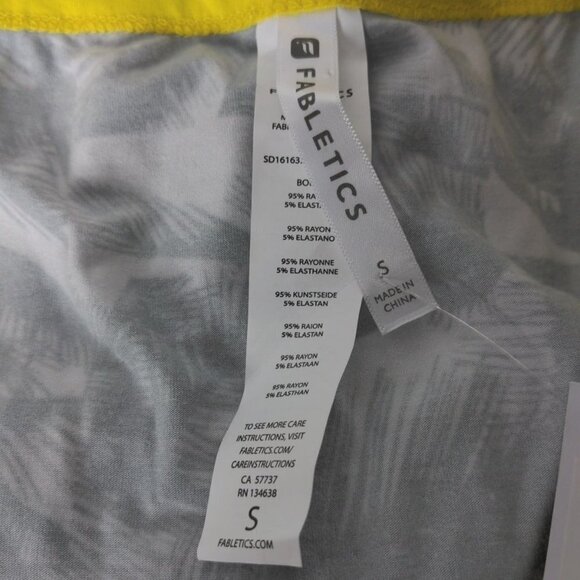 FABLETICS
S
MADE IN
CHINA
SD16163
95%
5%
95% RAYON
5% ELASTANO
95% RAYONNE
5% ELASTHANNE
95% KUNSTSEIDE
5% ELASTAN
95% RAION
5% ELASTAN
95% RAYON
5% ELASTAAN
95% RAYON
5% ELASTHAN
TO SEE MORE CARE
INSTRUCTIONS, VISIT
FABLETICS.COM/
CAREINSTRUCTIONS
CA 57737
RN 134638
S
FABLETICS.COM